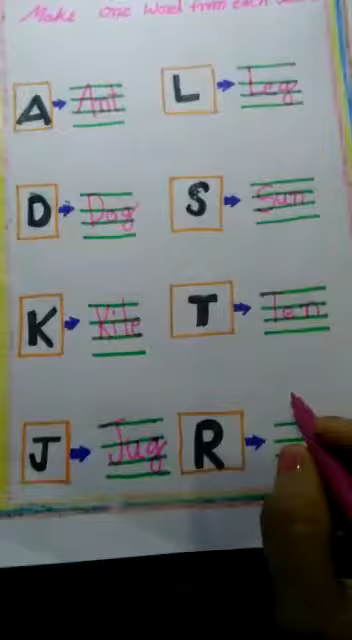 Make one Word from each
A Ant L Leg
D Dog S Sun
K Kite T Ten
J Jug R